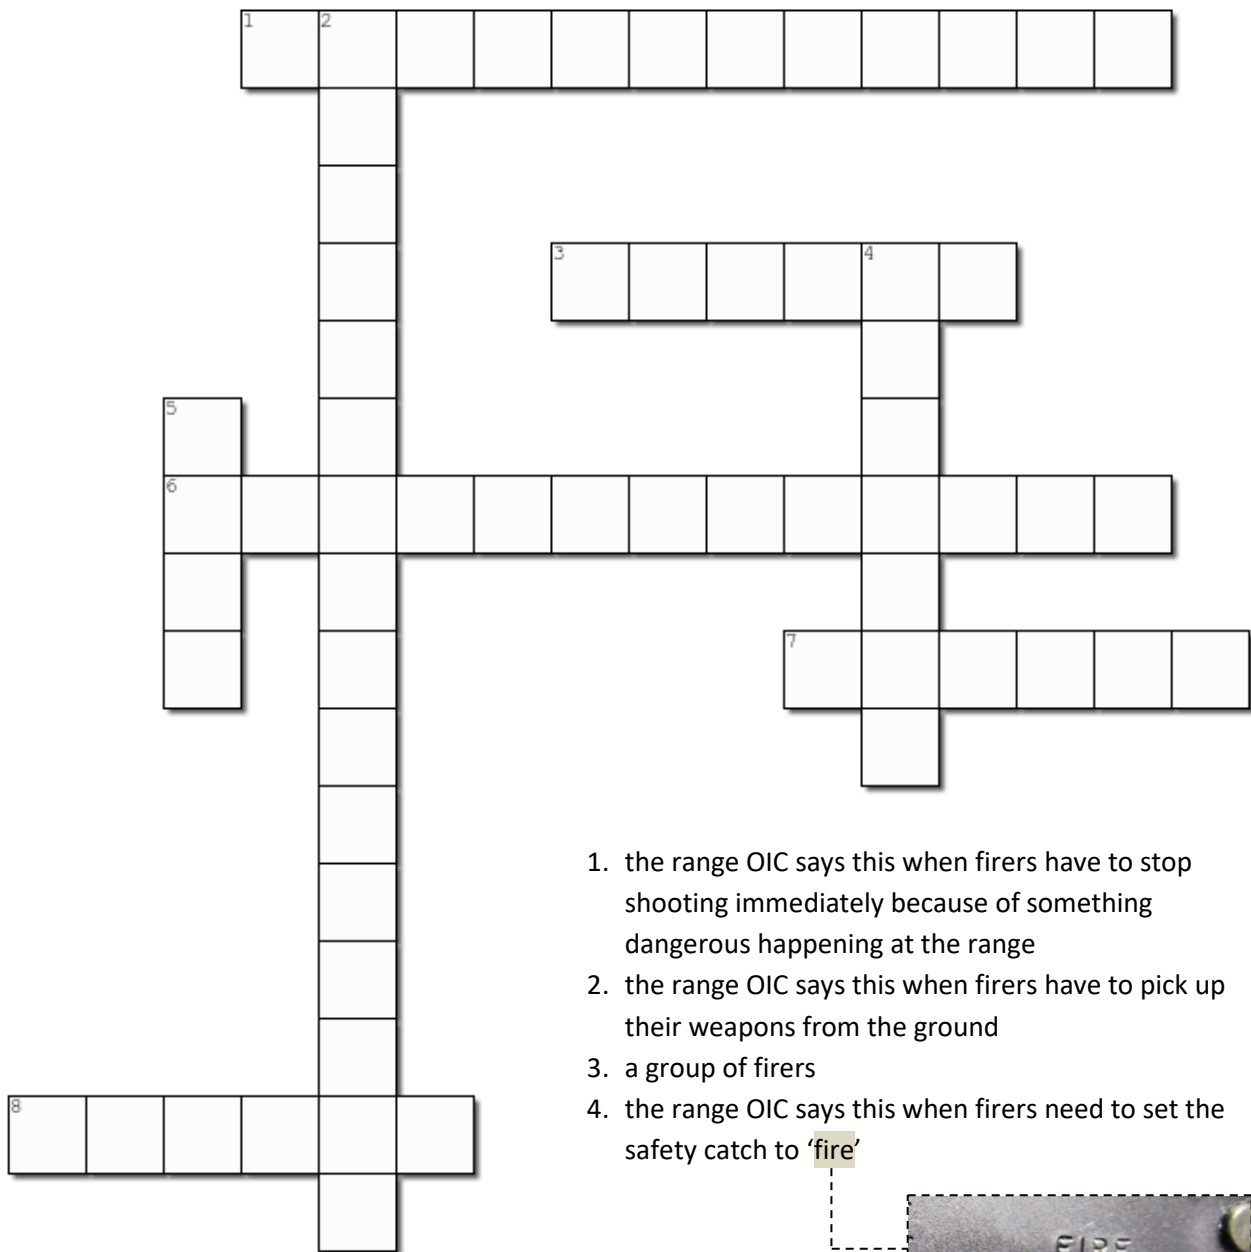 1 2
3 4
5
6
7
1. the range OIC says this when firers have to stop
shooting immediately because of something
dangerous happening at the range
2. the range OIC says this when firers have to pick up
their weapons from the ground
3. a group of firers
4. the range OIC says this when firers need to set the
8
safety catch to ‘fire’
FIRE